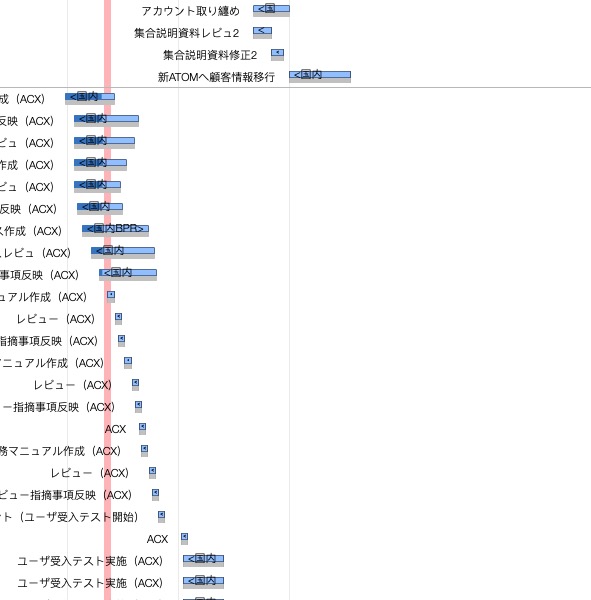 アカウント取り纏め <国
集合説明資料レビュ2 <
集合説明資料修正2 <
新ATOMへ顧客情報移行 <国内
成（ACX） <国内
反映（ACX） <国内
ビュ（ACX） <国内
作成（ACX） <国内
ビュ（ACX） <国内
反映（ACX） <国内
ス作成（ACX） <国内BPR>
レビュ（ACX） <国内
事項反映（ACX） <国内
ュアル作成（ACX）
レビュー（ACX）
指摘事項反映（ACX）
マニュアル作成（ACX）
レビュー（ACX）
ー指摘事項反映（ACX）
ACX
務マニュアル作成（ACX）
レビュー（ACX）
ビュー指摘事項反映（ACX）
ト（ユーザ受入テスト開始）
ACX
ユーザ受入テスト実施（ACX） <国内
ユーザ受入テスト実施（ACX） <国内